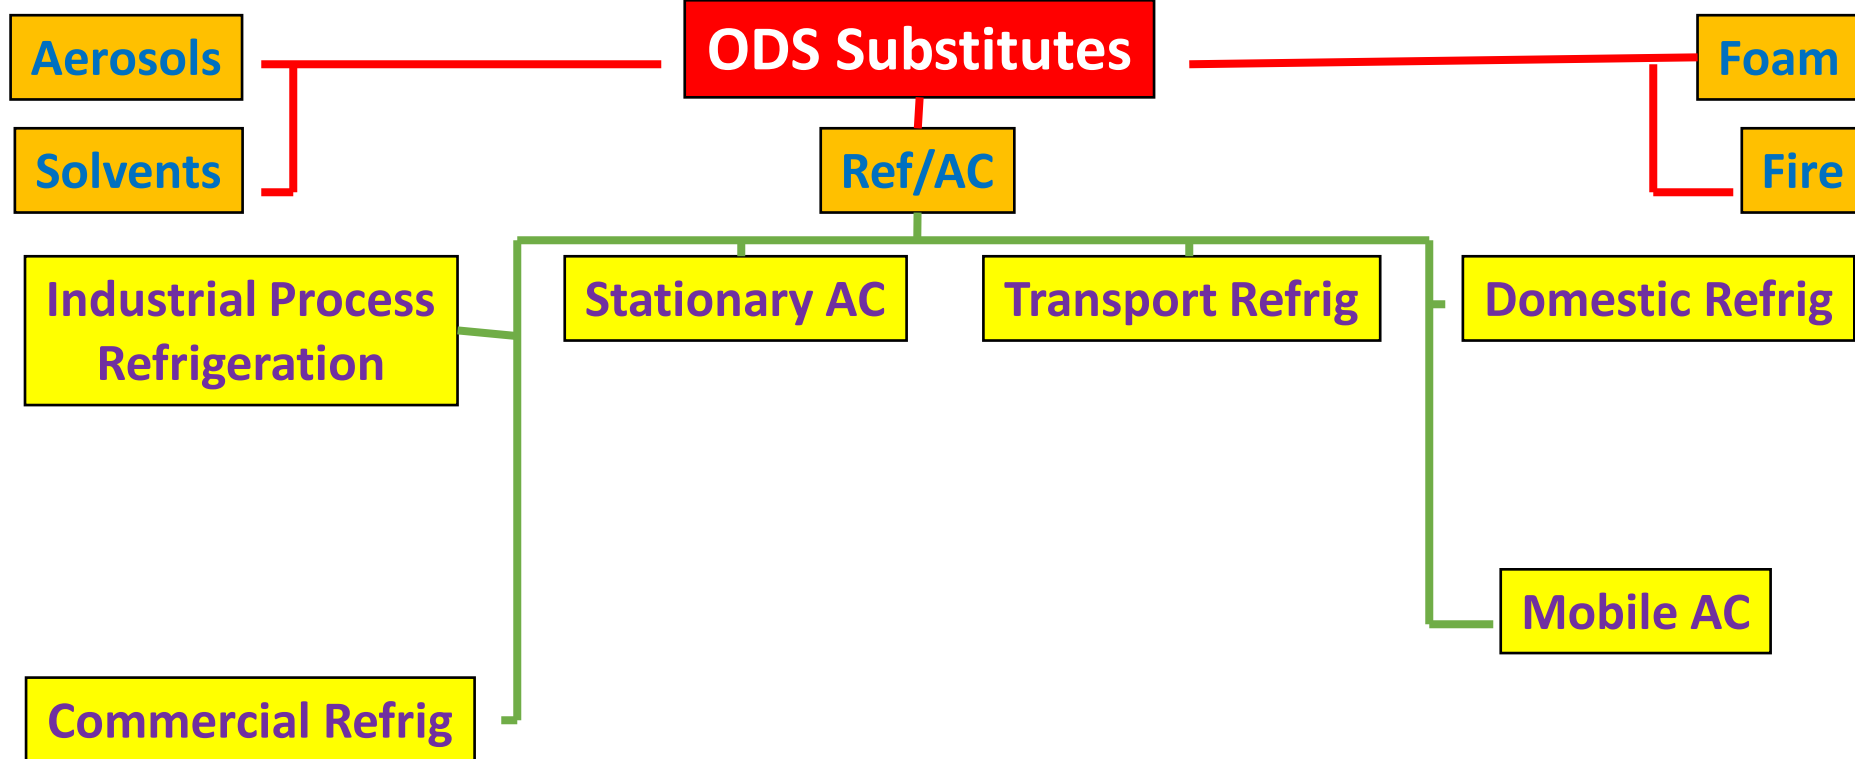 ODS Substitutes
Aerosols
Foam
Solvents
Ref/AC
Fire
Industrial Process
Refrigeration
Stationary AC
Transport Refrig
Domestic Refrig
Mobile AC
Commercial Refrig